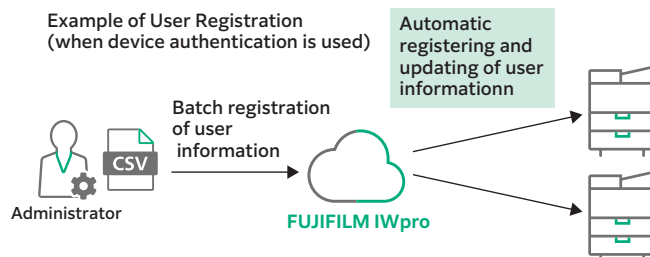 Example of User Registration
(when device authentication is used)
Automatic
registering and
updating of user
informationn
Batch registration
of user
information
CSV
Administrator
FUJIFILM IWpro